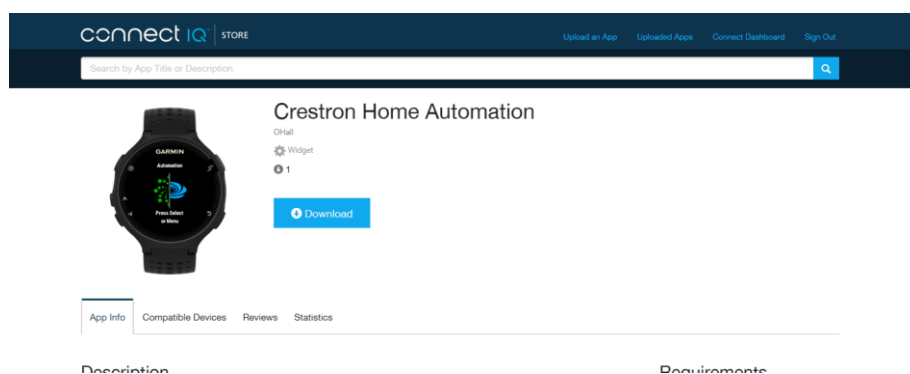 connect IQ STORE
Upload an App Uploaded Apps Connect Dashboard Sign Out
Search by App Title or Description
Crestron Home Automation
OHall
Widget
1
GARMIN
Automation
Press Select
or Menu
Download
App Info Compatible Devices Reviews Statistics
Description Requirements